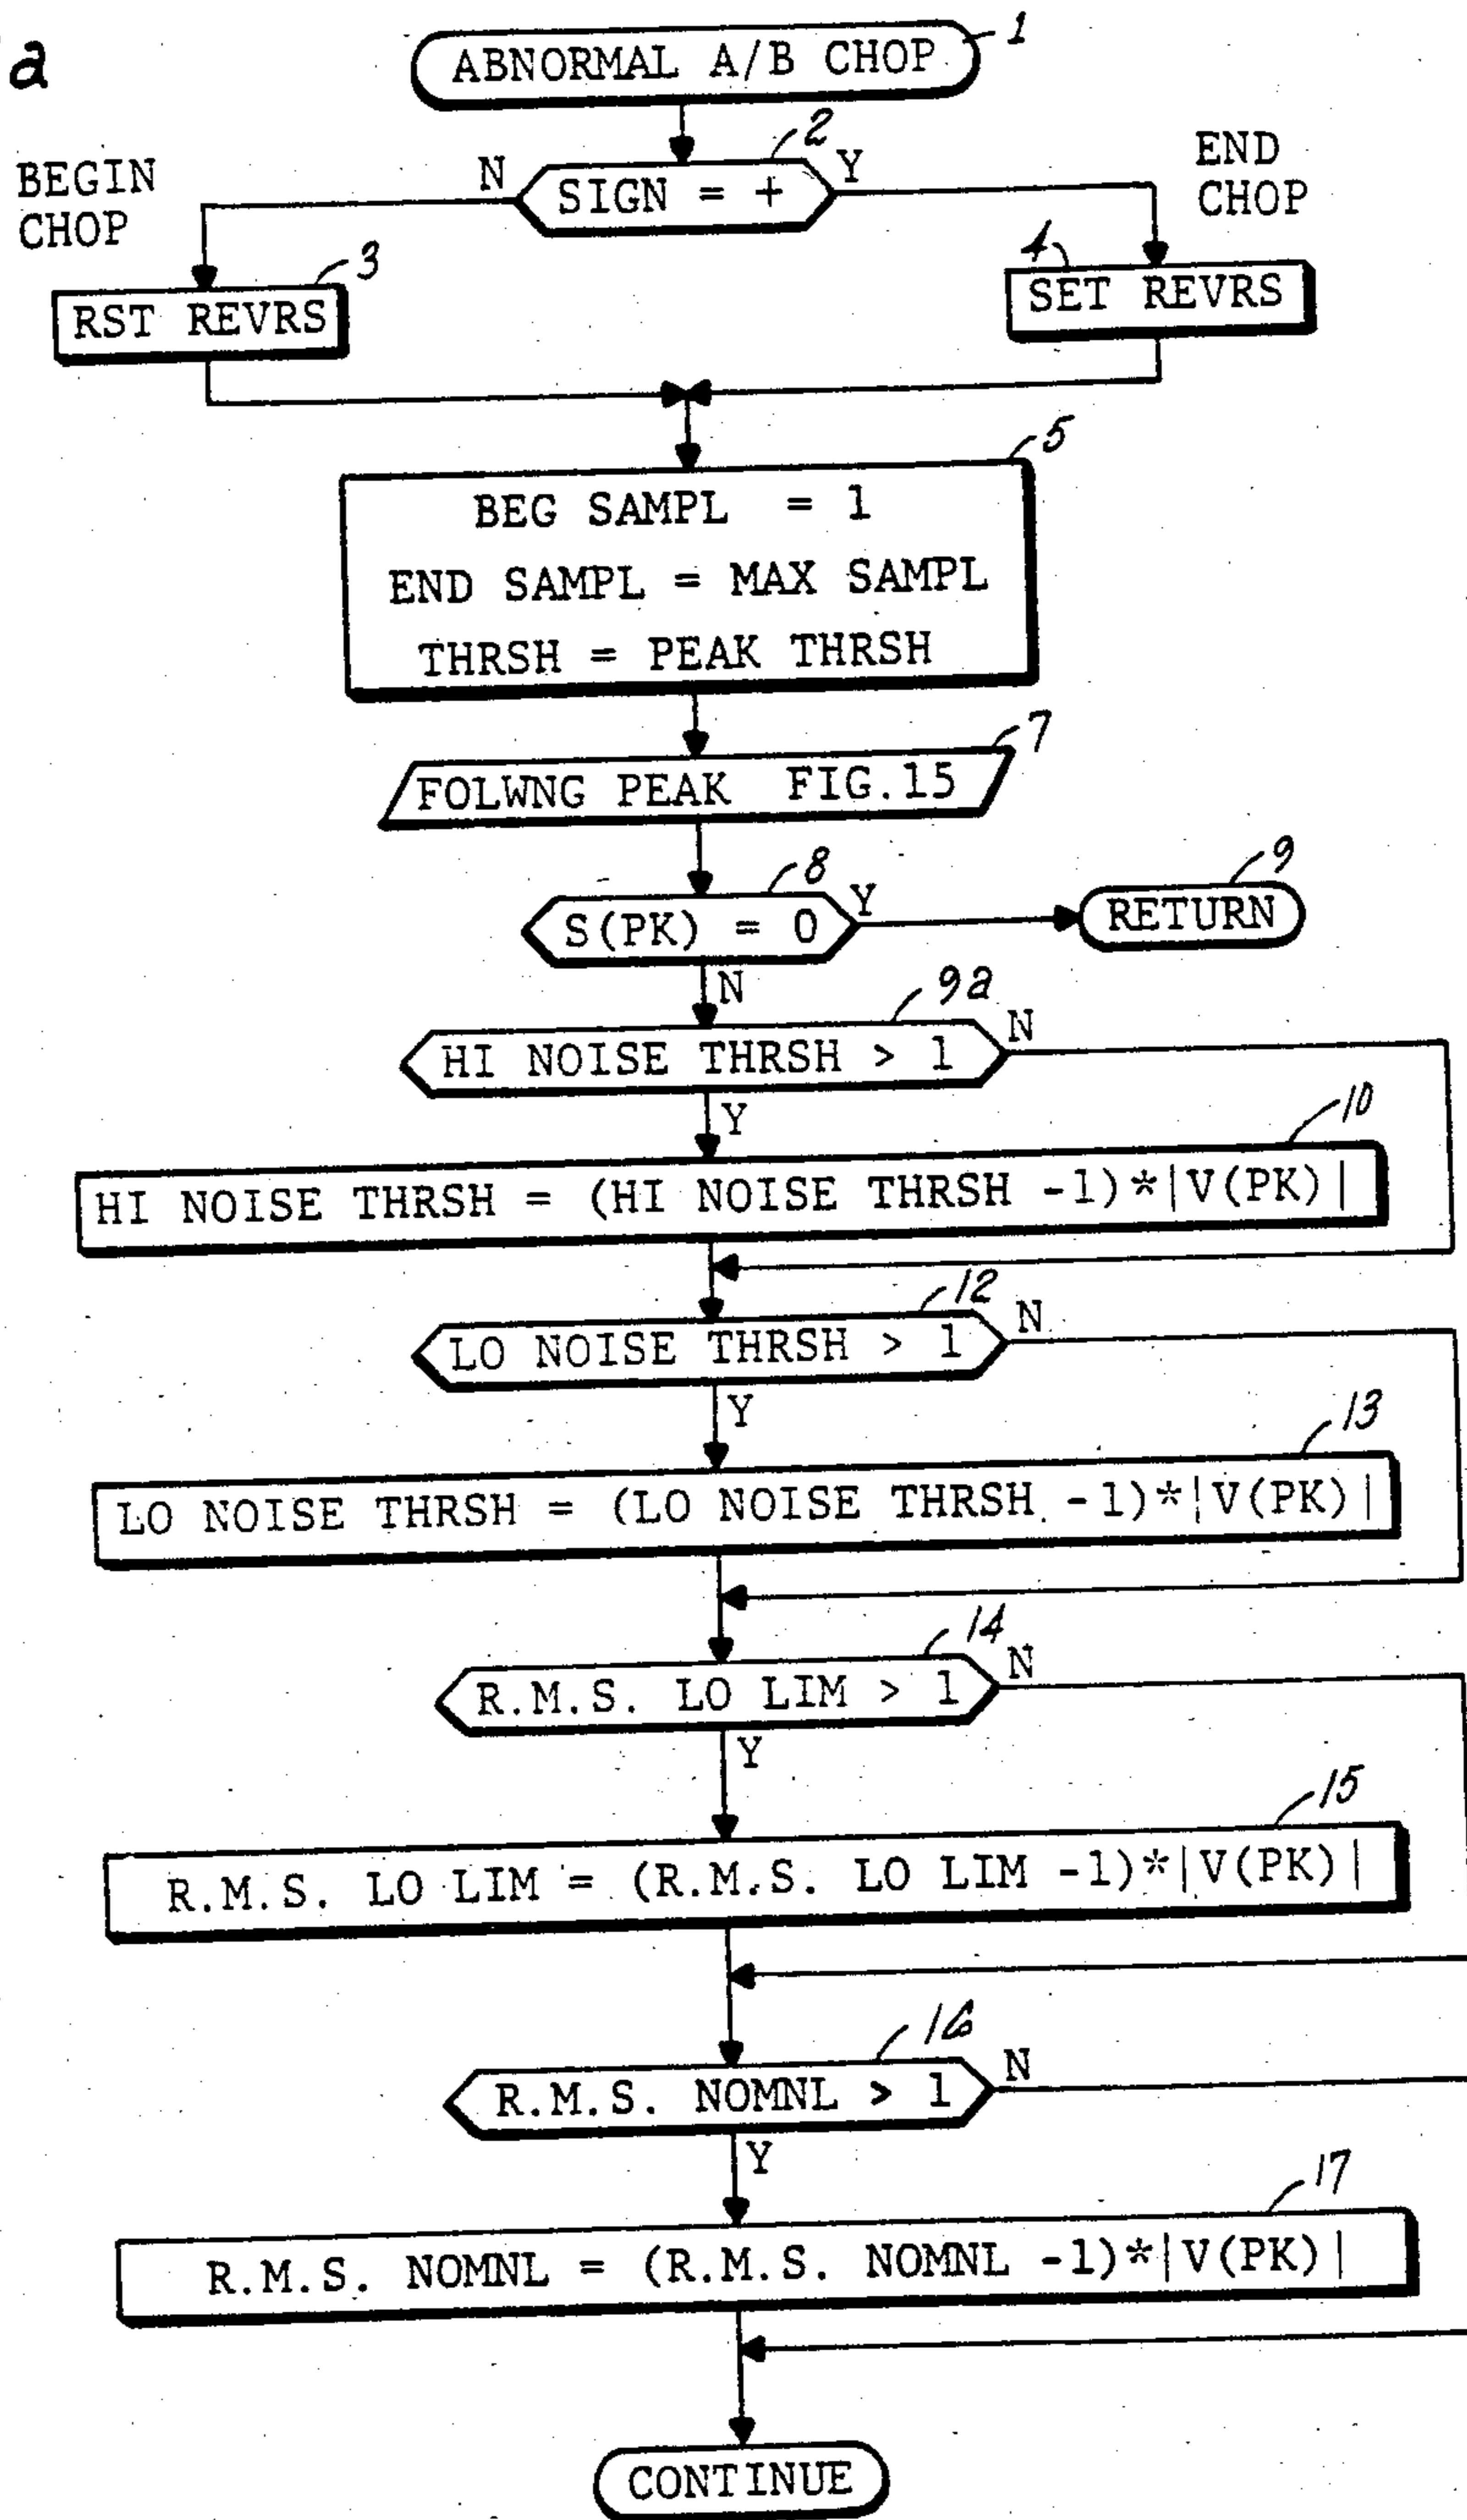 a
ABNORMAL A/B CHOP
1
2
BEGIN
CHOP
N
SIGN = +
Y
END
CHOP
3
RST REVRS
4
SET REVRS
5
BEG SAMPL = 1
END SAMPL = MAX SAMPL
THRSH = PEAK THRSH
7
FOLWNG PEAK FIG.15
8
S(PK) = 0
Y
9
RETURN
N
9a
HI NOISE THRSH > 1
N
Y
10
HI NOISE THRSH = (HI NOISE THRSH -1)*|V(PK)|
12
LO NOISE THRSH > 1
N
Y
13
LO NOISE THRSH = (LO NOISE THRSH - 1)*|V(PK)|
14
R.M.S. LO LIM > 1
N
Y
15
R.M.S. LO LIM = (R.M.S. LO LIM -1)*|V(PK)|
16
R.M.S. NOMNL > 1
N
Y
17
R.M.S. NOMNL = (R.M.S. NOMNL -1)*|V(PK)|
CONTINUE